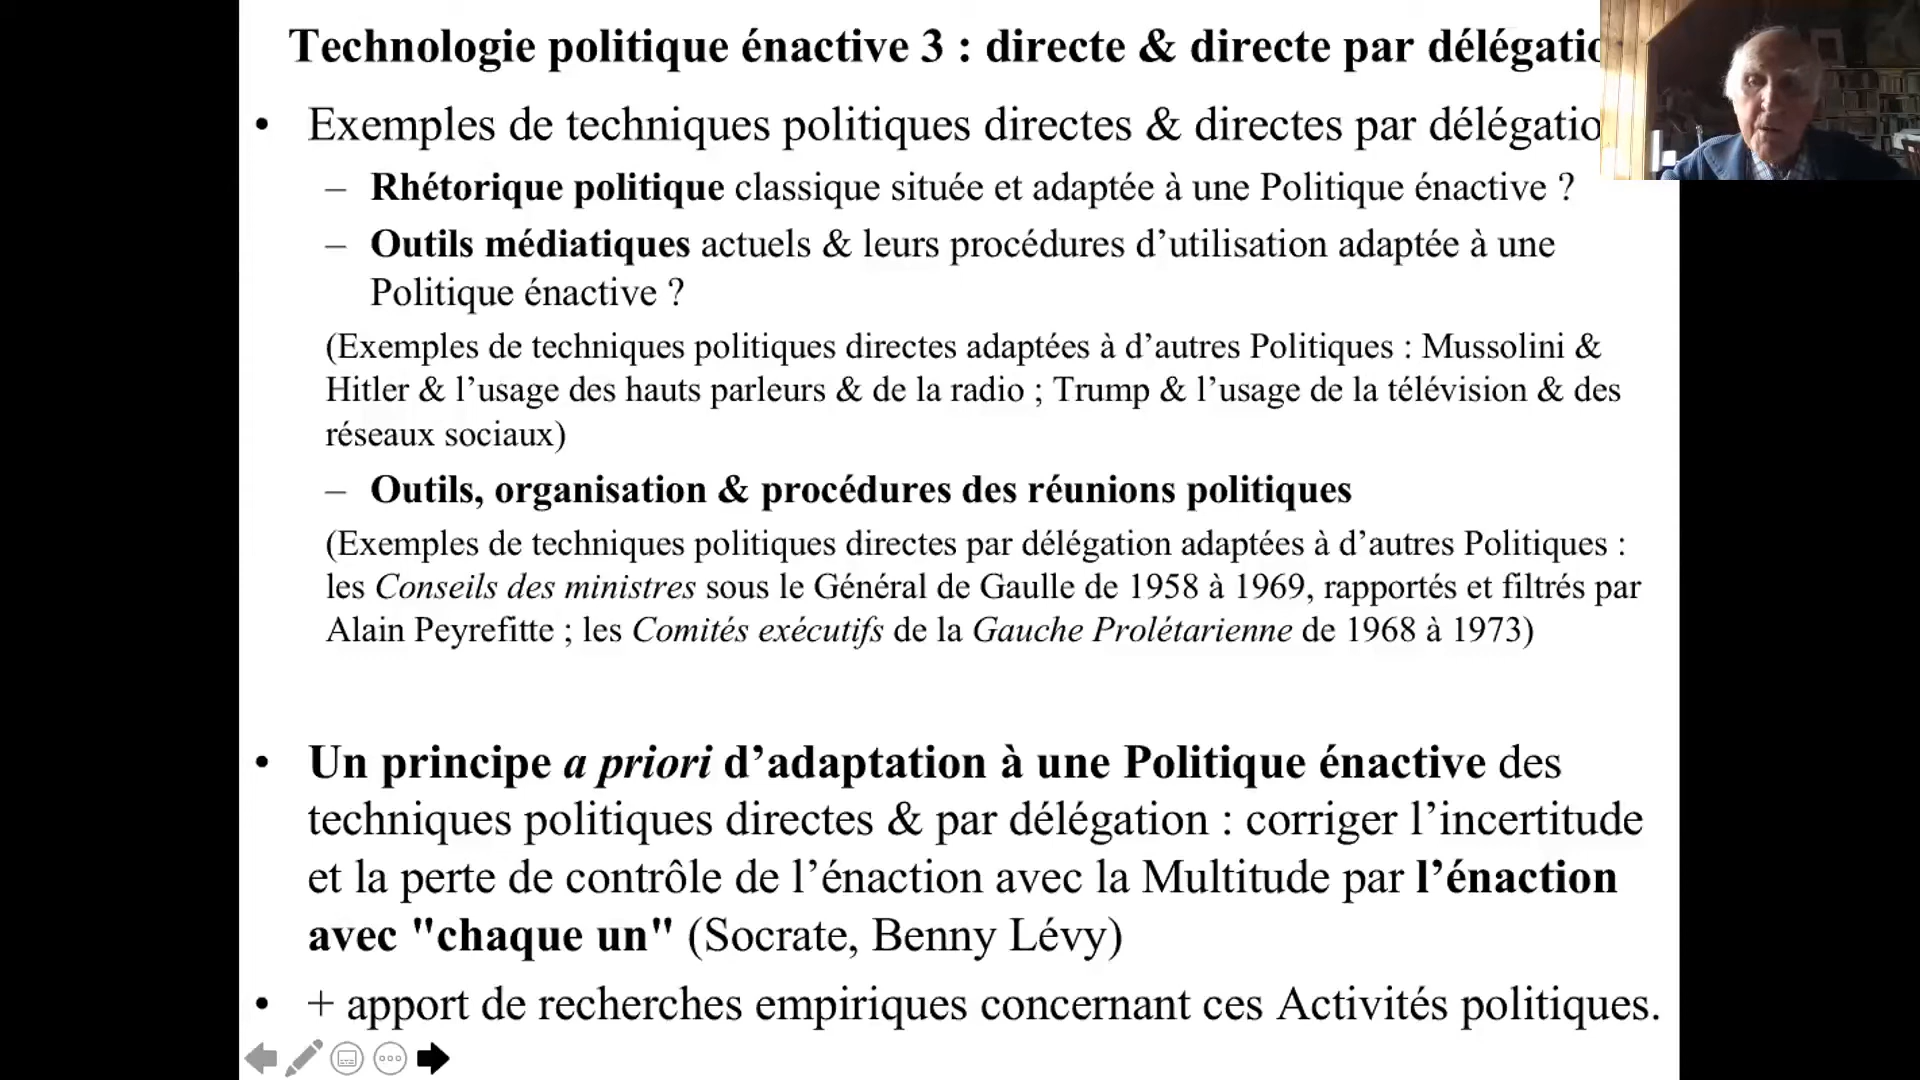 Technologie politique énactive 3 : directe & directe par délégatio
• Exemples de techniques politiques directes & directes par délégatio
– Rhétorique politique classique située et adaptée à une Politique énactive ?
– Outils médiatiques actuels & leurs procédures d’utilisation adaptée à une
Politique énactive ?
(Exemples de techniques politiques directes adaptées à d’autres Politiques : Mussolini &
Hitler & l’usage des hauts parleurs & de la radio ; Trump & l’usage de la télévision & des
réseaux sociaux)
– Outils, organisation & procédures des réunions politiques
(Exemples de techniques politiques directes par délégation adaptées à d’autres Politiques :
les Conseils des ministres sous le Général de Gaulle de 1958 à 1969, rapportés et filtrés par
Alain Peyrefitte ; les Comités exécutifs de la Gauche Prolétarienne de 1968 à 1973)
• Un principe a priori d’adaptation à une Politique énactive des
techniques politiques directes & par délégation : corriger l’incertitude
et la perte de contrôle de l’énaction avec la Multitude par l’énaction
avec "chaque un" (Socrate, Benny Lévy)
• + apport de recherches empiriques concernant ces Activités politiques.